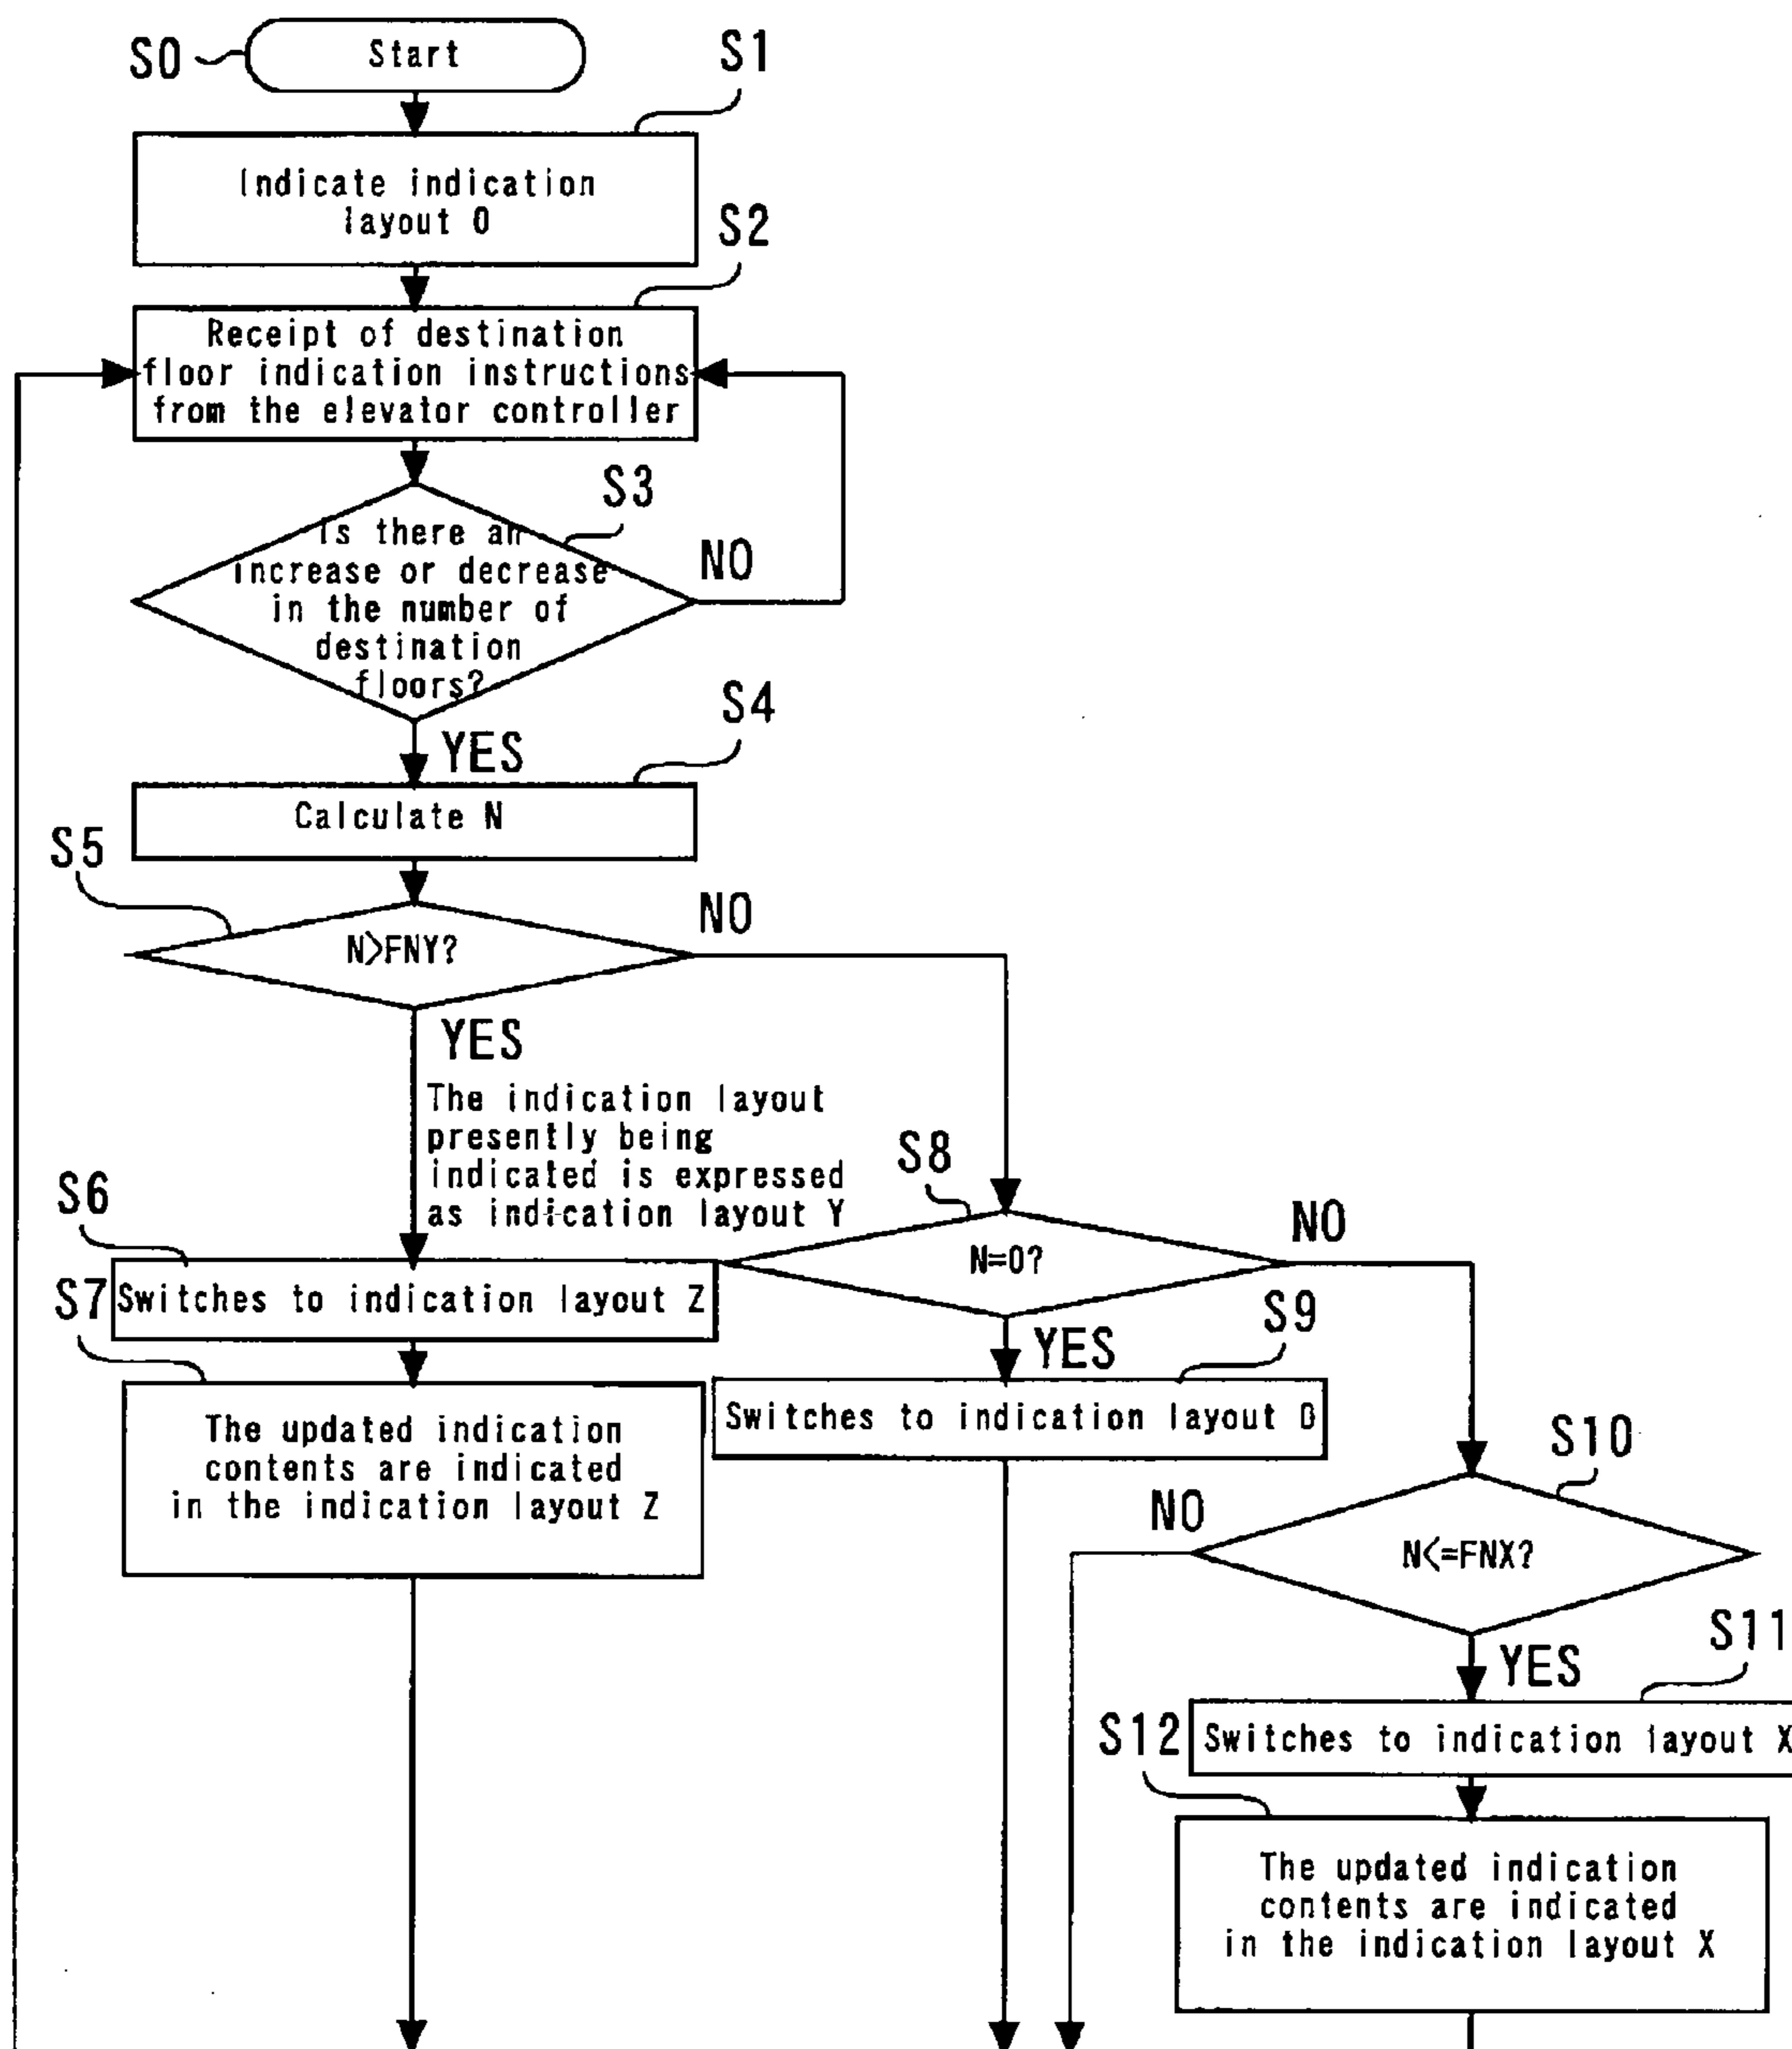 S0
Start
S1
Indicate indication
layout 0
S2
Receipt of destination
floor indication instructions
from the elevator controller
S3
Is there an
increase or decrease
in the number of
destination
floors?
NO
YES
S4
Calculate N
S5
N>FNY?
NO
YES
The indication layout
presently being
indicated is expressed
as indication layout Y
S6
Switches to indication layout Z
S7
The updated indication
contents are indicated
in the indication layout Z
S8
N=0?
NO
YES
S9
Switches to indication layout 0
S10
N<=FNX?
NO
YES
S11
Switches to indication layout X
S12
The updated indication
contents are indicated
in the indication layout X